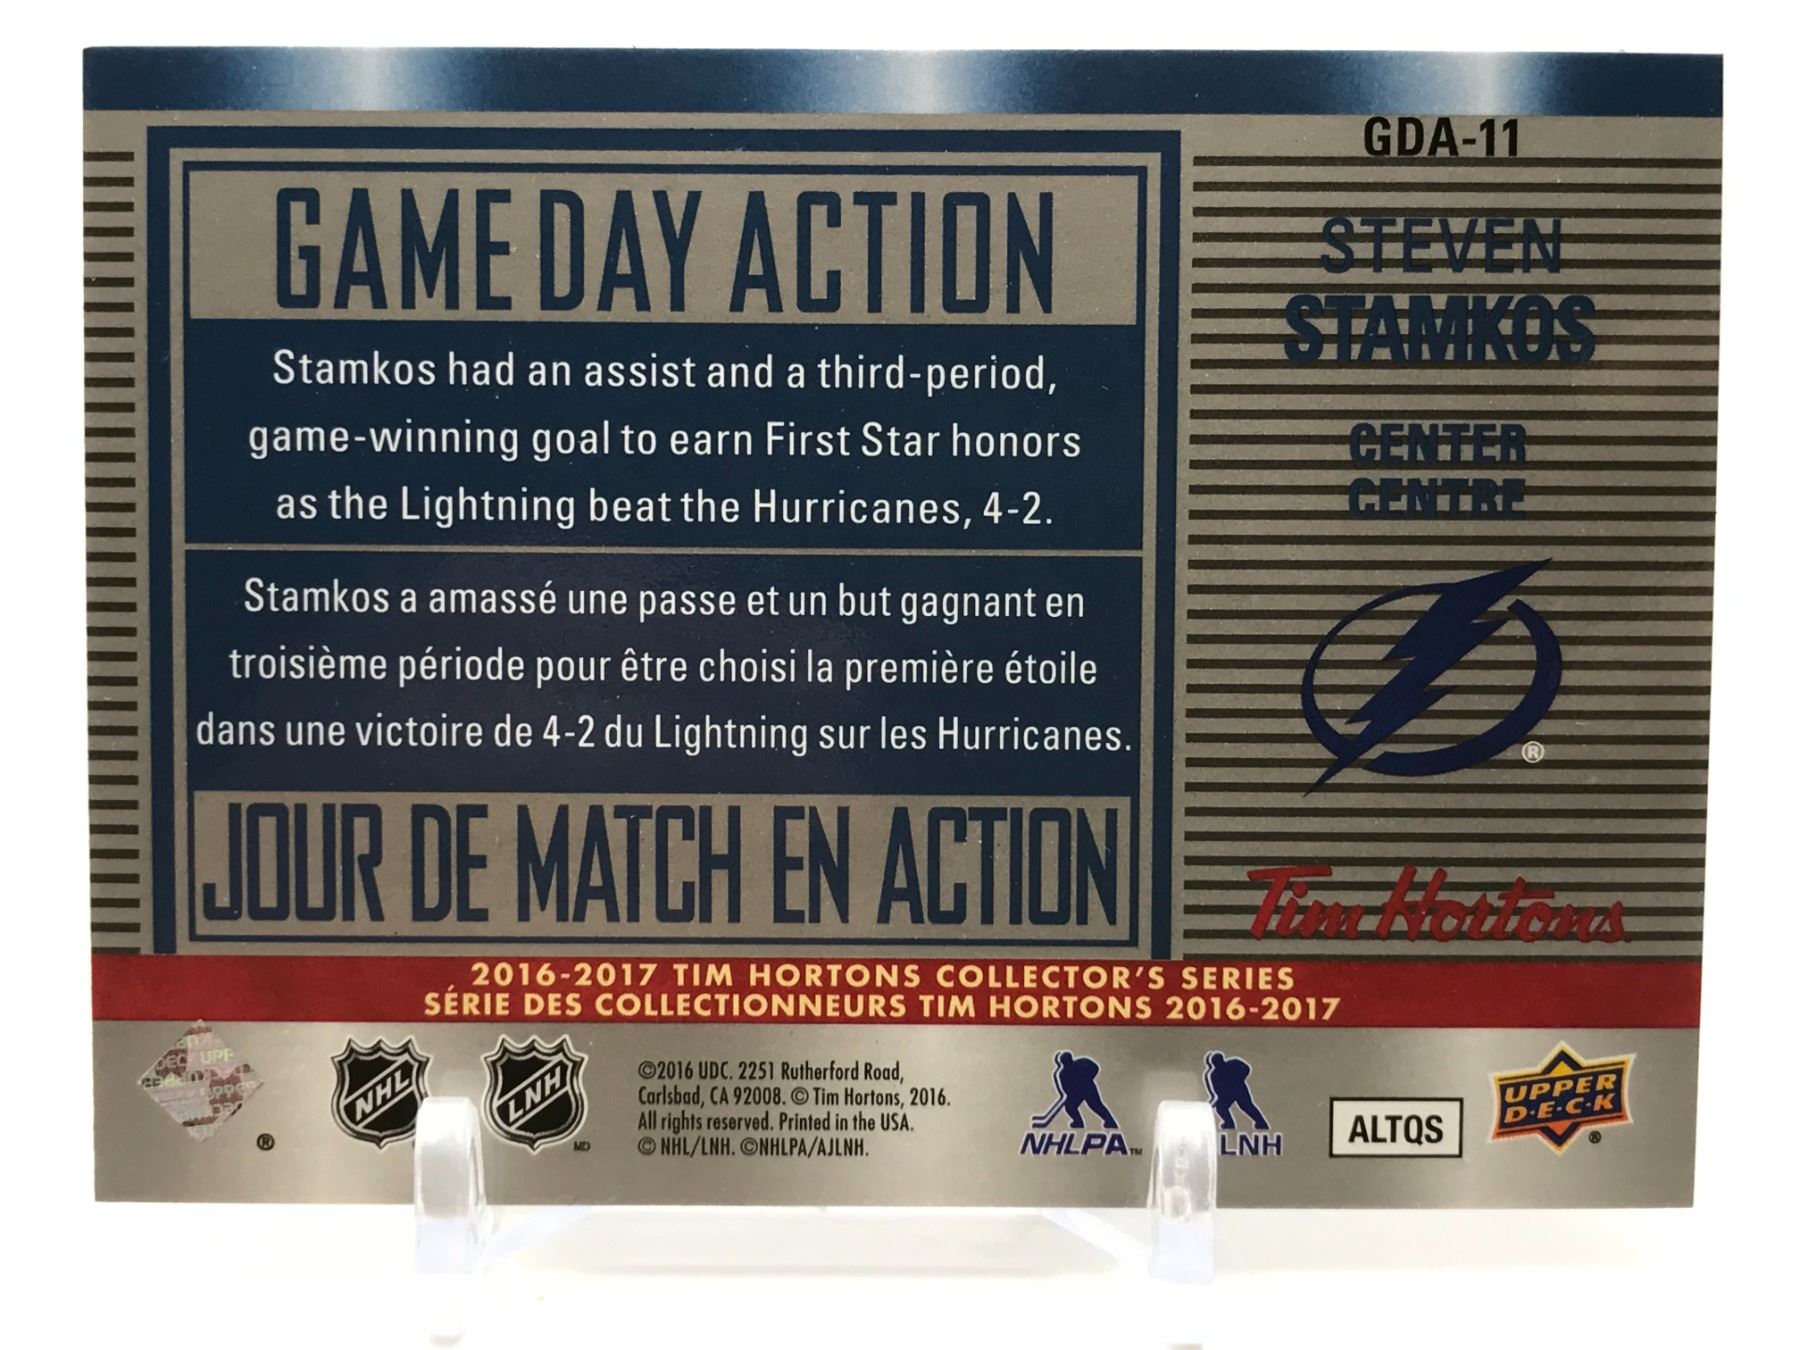 GDA-11
GAME DAY ACTION
Stamkos had an assist and a third-period,
game-winning goal to earn First Star honors
as the Lightning beat the Hurricanes, 4-2.
Stamkos a amassé une passe et un but gagnant en
troisième période pour être choisi la première étoile
dans une victoire de 4-2 du Lightning sur les Hurricanes.
JOUR DE MATCH EN ACTION
STEVEN
STAMKOS
CENTER
CENTRE
®
Tim Hortons
2016-2017 TIM HORTONS COLLECTOR'S SERIES
SÉRIE DES COLLECTIONNEURS TIM HORTONS 2016-2017
®
NHL
LNH
MD
©2016 UDC. 2251 Rutherford Road,
Carlsbad, CA 92008. © Tim Hortons, 2016.
All rights reserved. Printed in the USA.
© NHL/LNH. ©NHLPA/AJLNH.
NHLPA™
LNH
ALTQS
UPPER
D·E·C·K
®